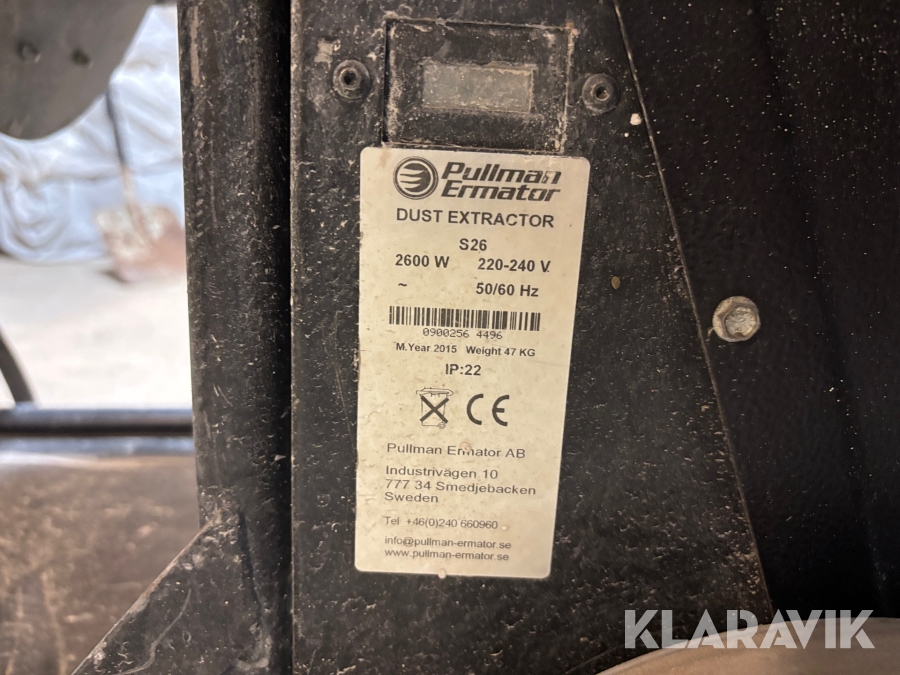 Pullman
Ermator
DUST EXTRACTOR
S26
2600 W 220-240 V
~ 50/60 Hz
0900256 4496
M.Year 2015 Weight 47 KG
IP:22
CE
Pullman Ermator AB
Industrivägen 10
777 34 Smedjebacken
Sweden
Tel +46(0)240 660960
info@pullman-ermator.se
www.pullman-ermator.se
KLARAVIK